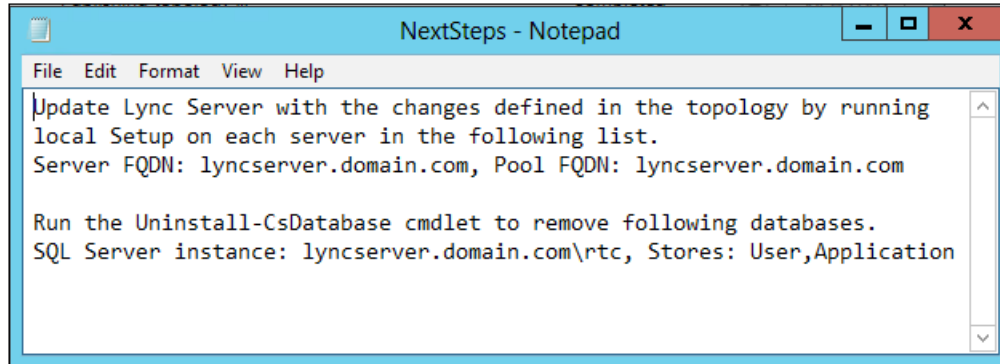 NextSteps - Notepad
File Edit Format View Help
Update Lync Server with the changes defined in the topology by running
local Setup on each server in the following list.
Server FQDN: lyncserver.domain.com, Pool FQDN: lyncserver.domain.com
Run the Uninstall-CsDatabase cmdlet to remove following databases.
SQL Server instance: lyncserver.domain.com\rtc, Stores: User,Application